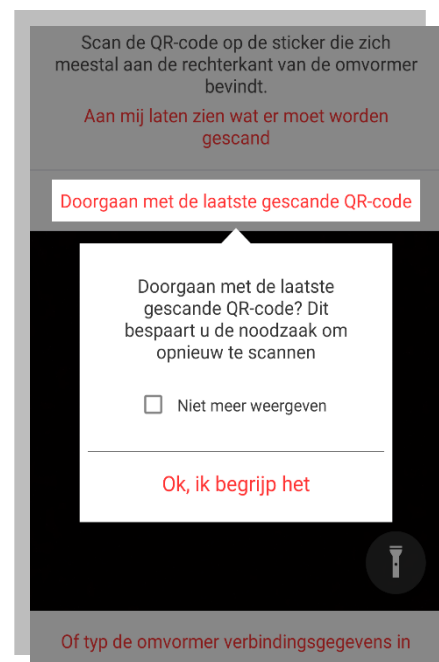 Scan de QR-code op de sticker die zich
meestal aan de rechterkant van de omvormer
bevindt.
Aan mij laten zien wat er moet worden
gescand
Doorgaan met de laatste gescande QR-code
Doorgaan met de laatste
gescande QR-code? Dit
bespaart u de noodzaak om
opnieuw te scannen
Niet meer weergeven
Ok, ik begrijp het
Of typ de omvormer verbindingsgegevens in